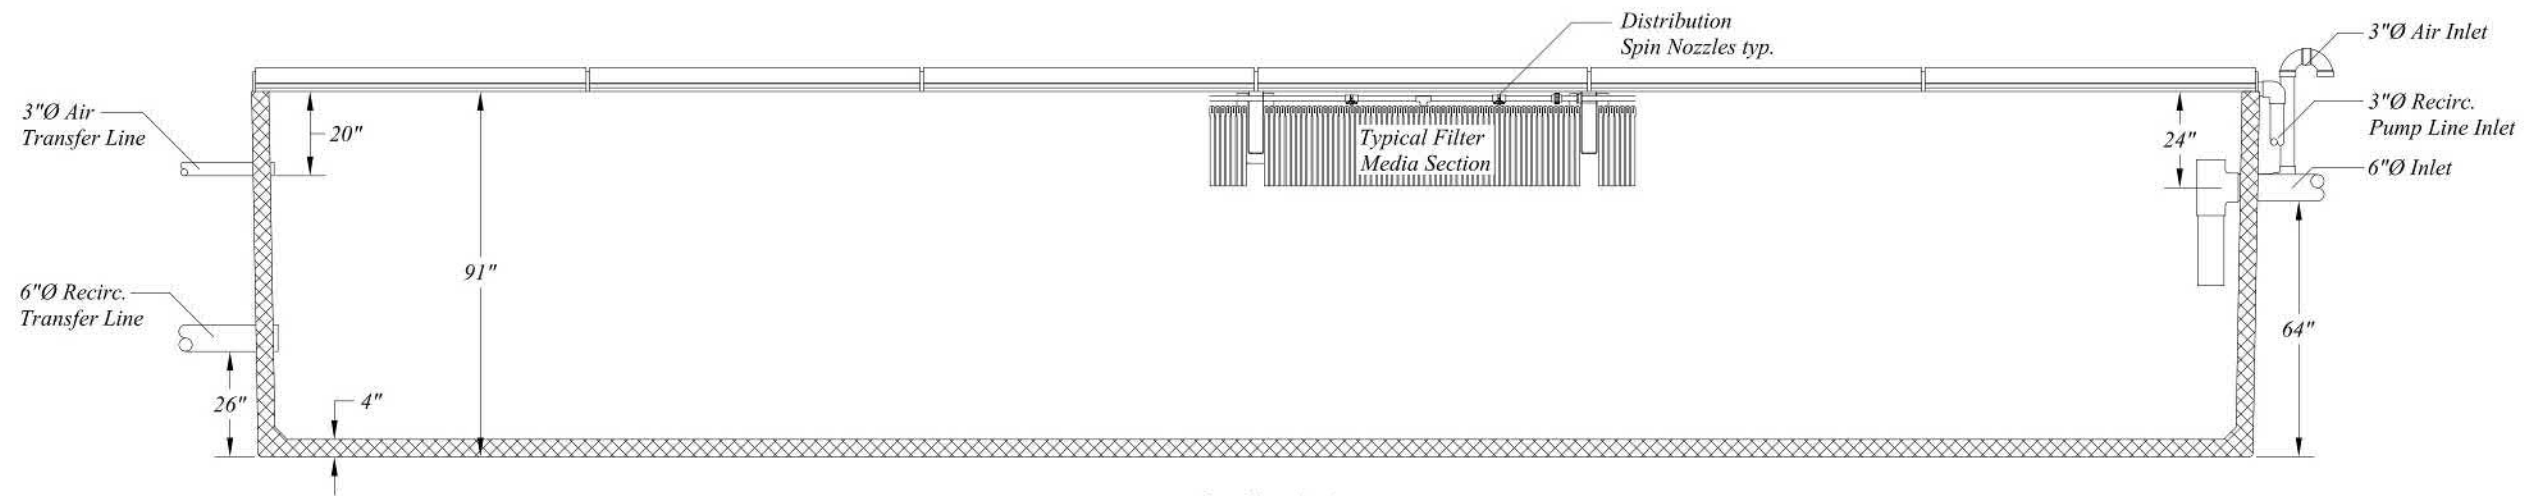 Distribution
Spin Nozzles typ.
3"Ø Air Inlet
3"Ø Air
Transfer Line
20"
3"Ø Recirc.
Pump Line Inlet
24"
Typical Filter
Media Section
6"Ø Inlet
91"
6"Ø Recirc.
Transfer Line
64"
26"
4"